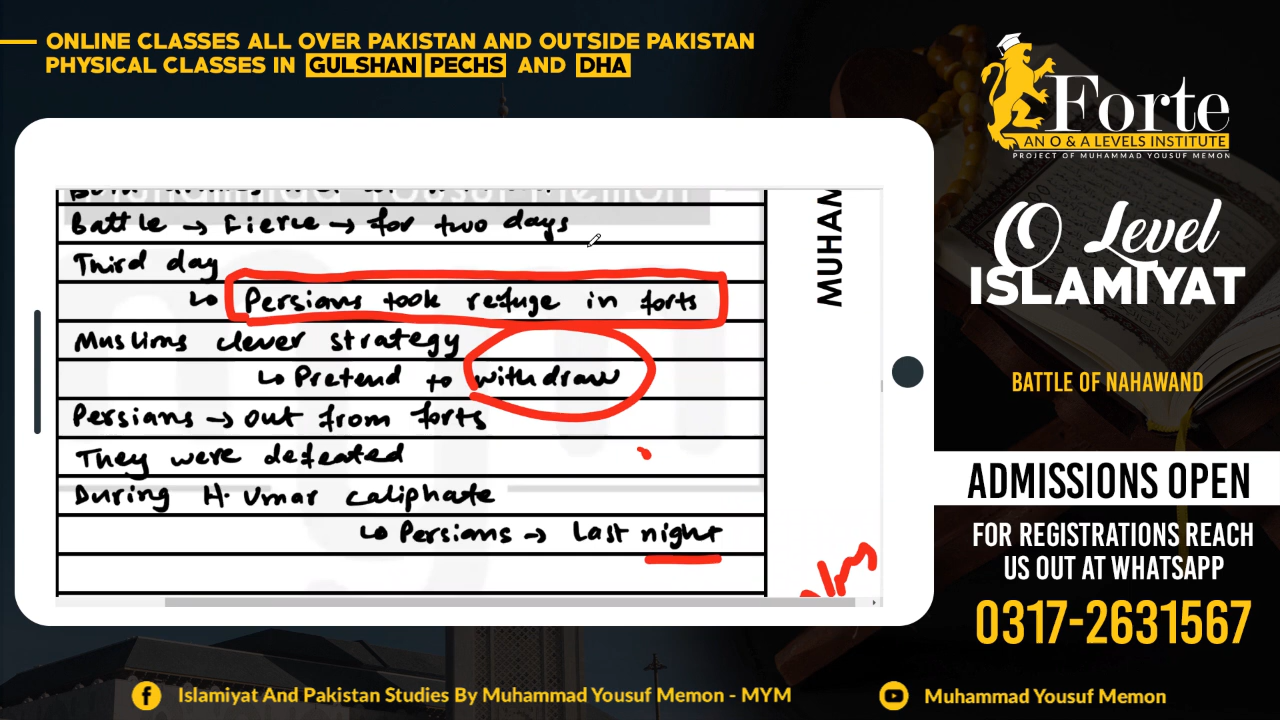 ONLINE CLASSES ALL OVER PAKISTAN AND OUTSIDE PAKISTAN
PHYSICAL CLASSES IN GULSHAN PECHS AND DHA
Forte
AN O & A LEVELS INSTITUTE
PROJECT OF MUHAMMAD YOUSUF MEMON
O Level
ISLAMIYAT
BATTLE OF NAHAWAND
ADMISSIONS OPEN
FOR REGISTRATIONS REACH
US OUT AT WHATSAPP
0317-2631567
Muhammad Yousuf Memon
Battle → Fierce → for two days
Third day
↳ Persians took refuge in forts
Muslims clever strategy
↳ Pretend to withdraw
Persians → out from forts
They were defeated
During H. Umar caliphate
↳ Persians → Last night
MUHAM
Islamiyat And Pakistan Studies By Muhammad Yousuf Memon - MYM
Muhammad Yousuf Memon